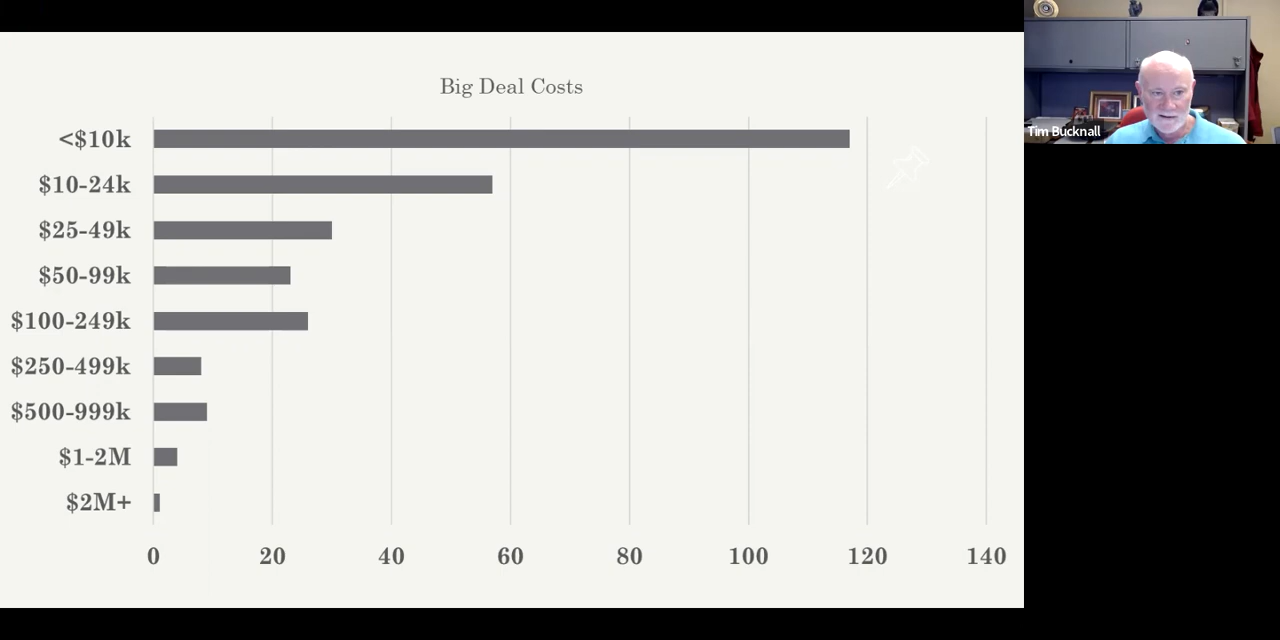 Big Deal Costs
<$10k
$10-24k
$25-49k
$50-99k
$100-249k
$250-499k
$500-999k
$1-2M
$2M+
0 20 40 60 80 100 120 140
Tim Bucknall